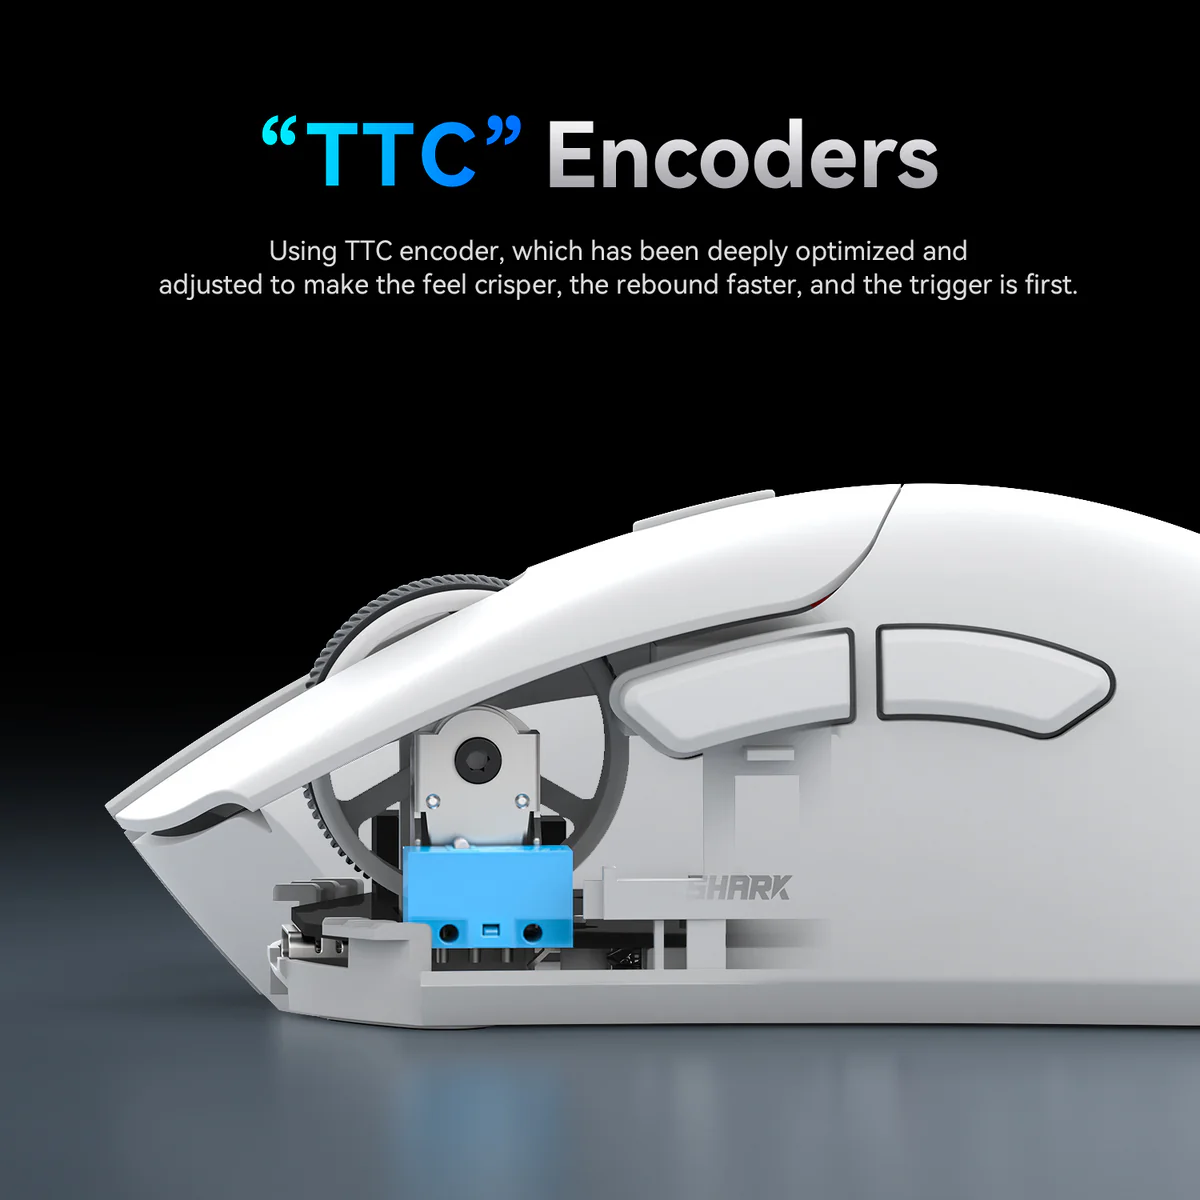 “TTC” Encoders
Using TTC encoder, which has been deeply optimized and
adjusted to make the feel crisper, the rebound faster, and the trigger is first.
SHARK